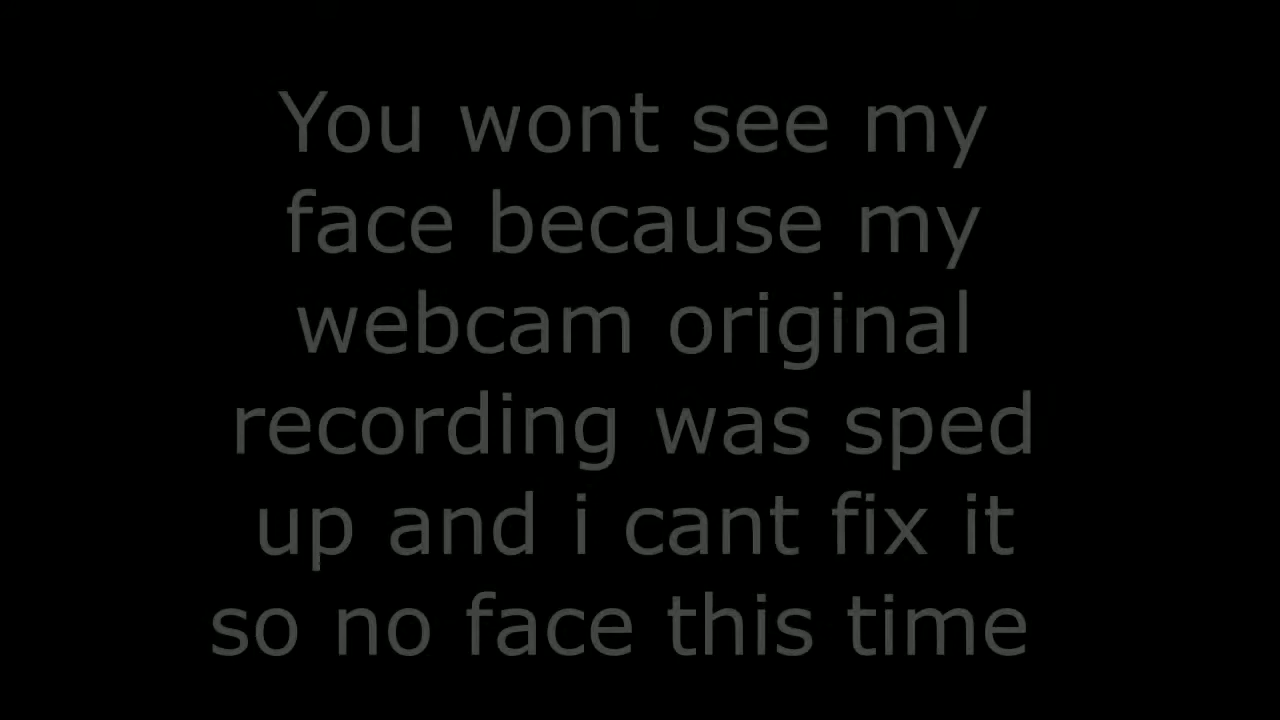 You wont see my
face because my
webcam original
recording was sped
up and i cant fix it
so no face this time